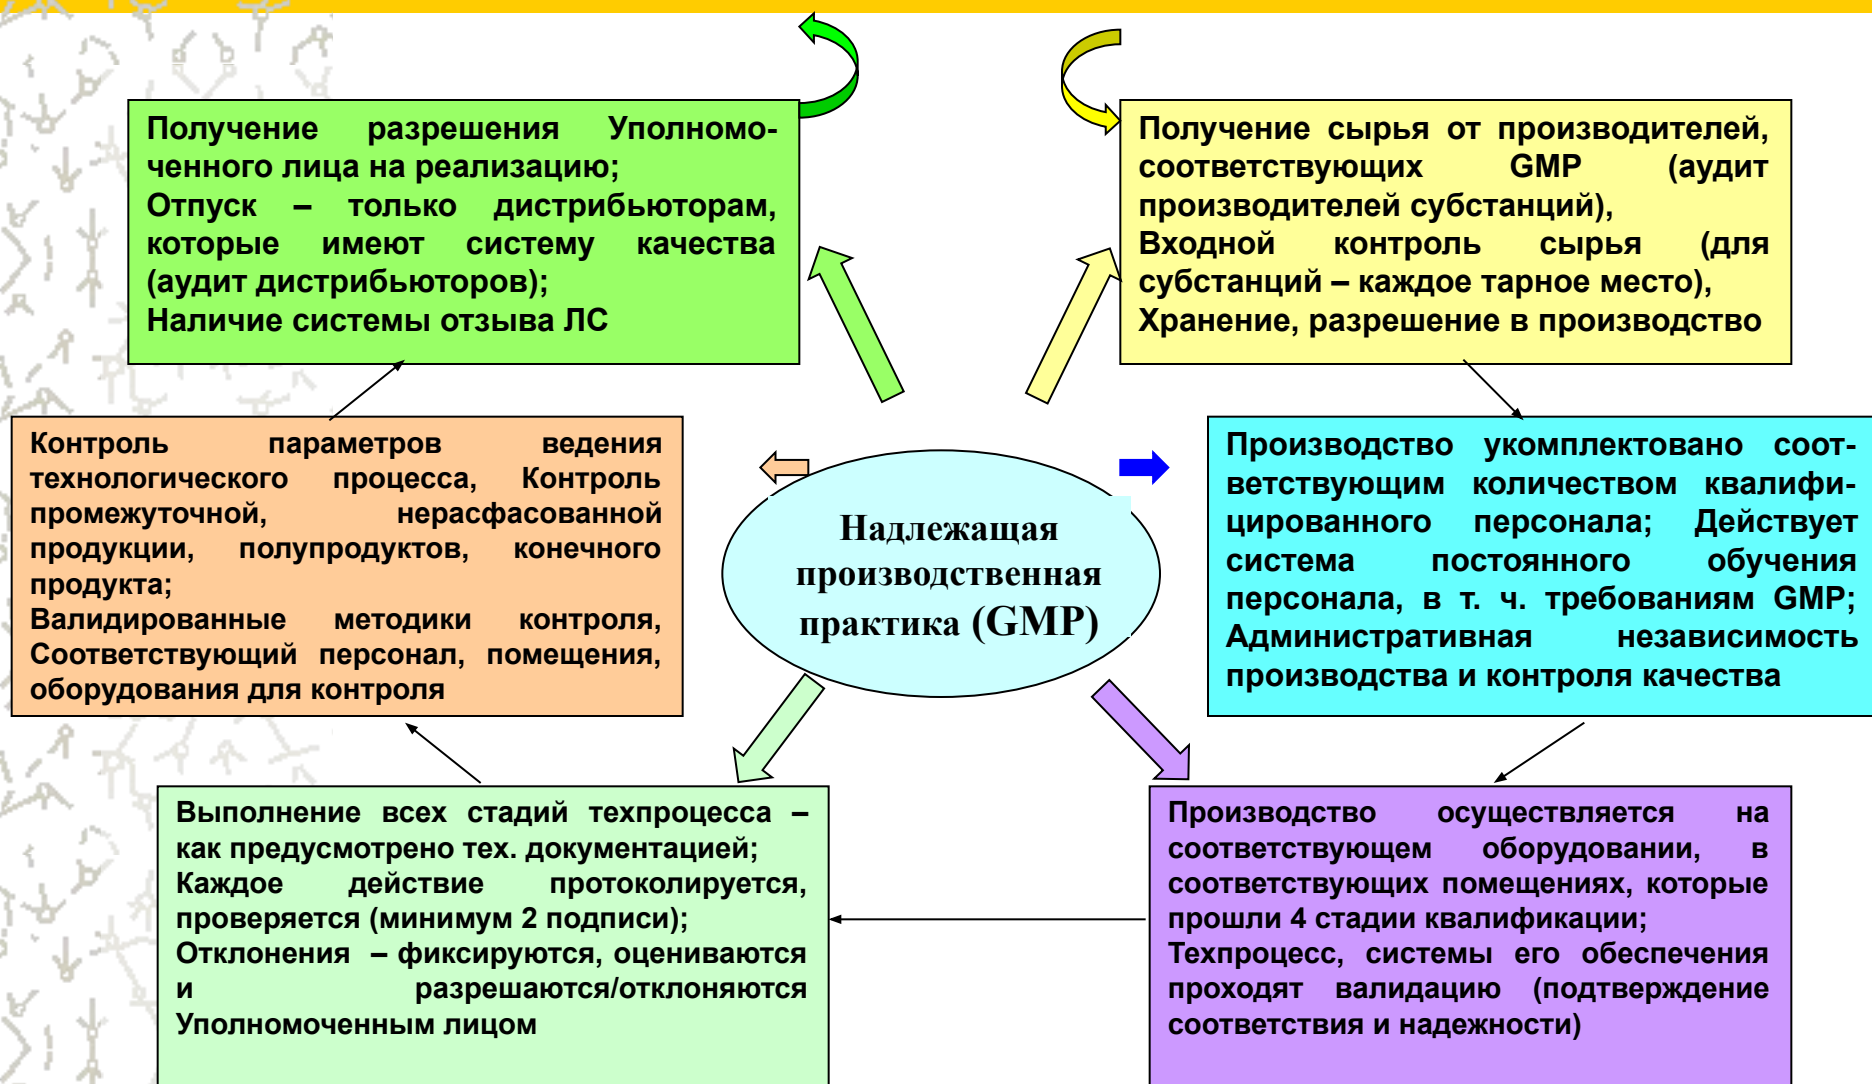 Получение разрешения Уполномо-
ченного лица на реализацию;
Отпуск – только дистрибьюторам,
которые имеют систему качества
(аудит дистрибьюторов);
Наличие системы отзыва ЛС
Получение сырья от производителей,
соответствующих GMP (аудит
производителей субстанций),
Входной контроль сырья (для
субстанций – каждое тарное место),
Хранение, разрешение в производство
Контроль параметров ведения
технологического процесса, Контроль
промежуточной, нерасфасованной
продукции, полупродуктов, конечного
продукта;
Валидированные методики контроля,
Соответствующий персонал, помещения,
оборудования для контроля
Надлежащая
производственная
практика (GMP)
Производство укомплектовано соот-
ветствующим количеством квалифи-
цированного персонала; Действует
система постоянного обучения
персонала, в т. ч. требованиям GMP;
Административная независимость
производства и контроля качества
Выполнение всех стадий техпроцесса –
как предусмотрено тех. документацией;
Каждое действие протоколируется,
проверяется (минимум 2 подписи);
Отклонения – фиксируются, оцениваются
и разрешаются/отклоняются
Уполномоченным лицом
Производство осуществляется на
соответствующем оборудовании, в
соответствующих помещениях, которые
прошли 4 стадии квалификации;
Техпроцесс, системы его обеспечения
проходят валидацию (подтверждение
соответствия и надежности)